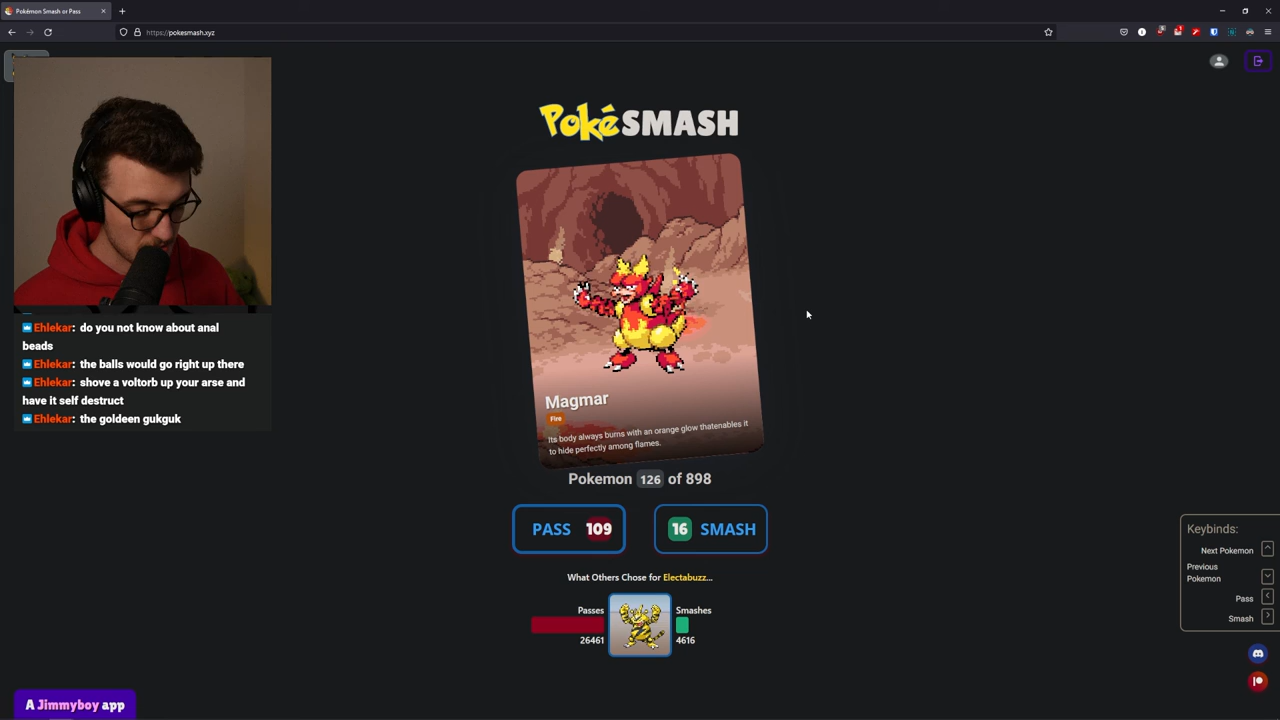 Pokémon Smash or Pass
https://pokesmash.xyz
PokéSMASH
Ehlekar: do you not know about anal
beads
Ehlekar: the balls would go right up there
Ehlekar: shove a voltorb up your arse and
have it self destruct
Ehlekar: the goldeen gukguk
Magmar
Fire
Its body always burns with an orange glow thatenables it
to hide perfectly among flames.
Pokemon 126 of 898
PASS 109
16 SMASH
What Others Chose for Electabuzz...
Passes
Smashes
26461
4616
Keybinds:
Next Pokemon
Previous
Pokemon
Pass
Smash
A Jimmyboy app